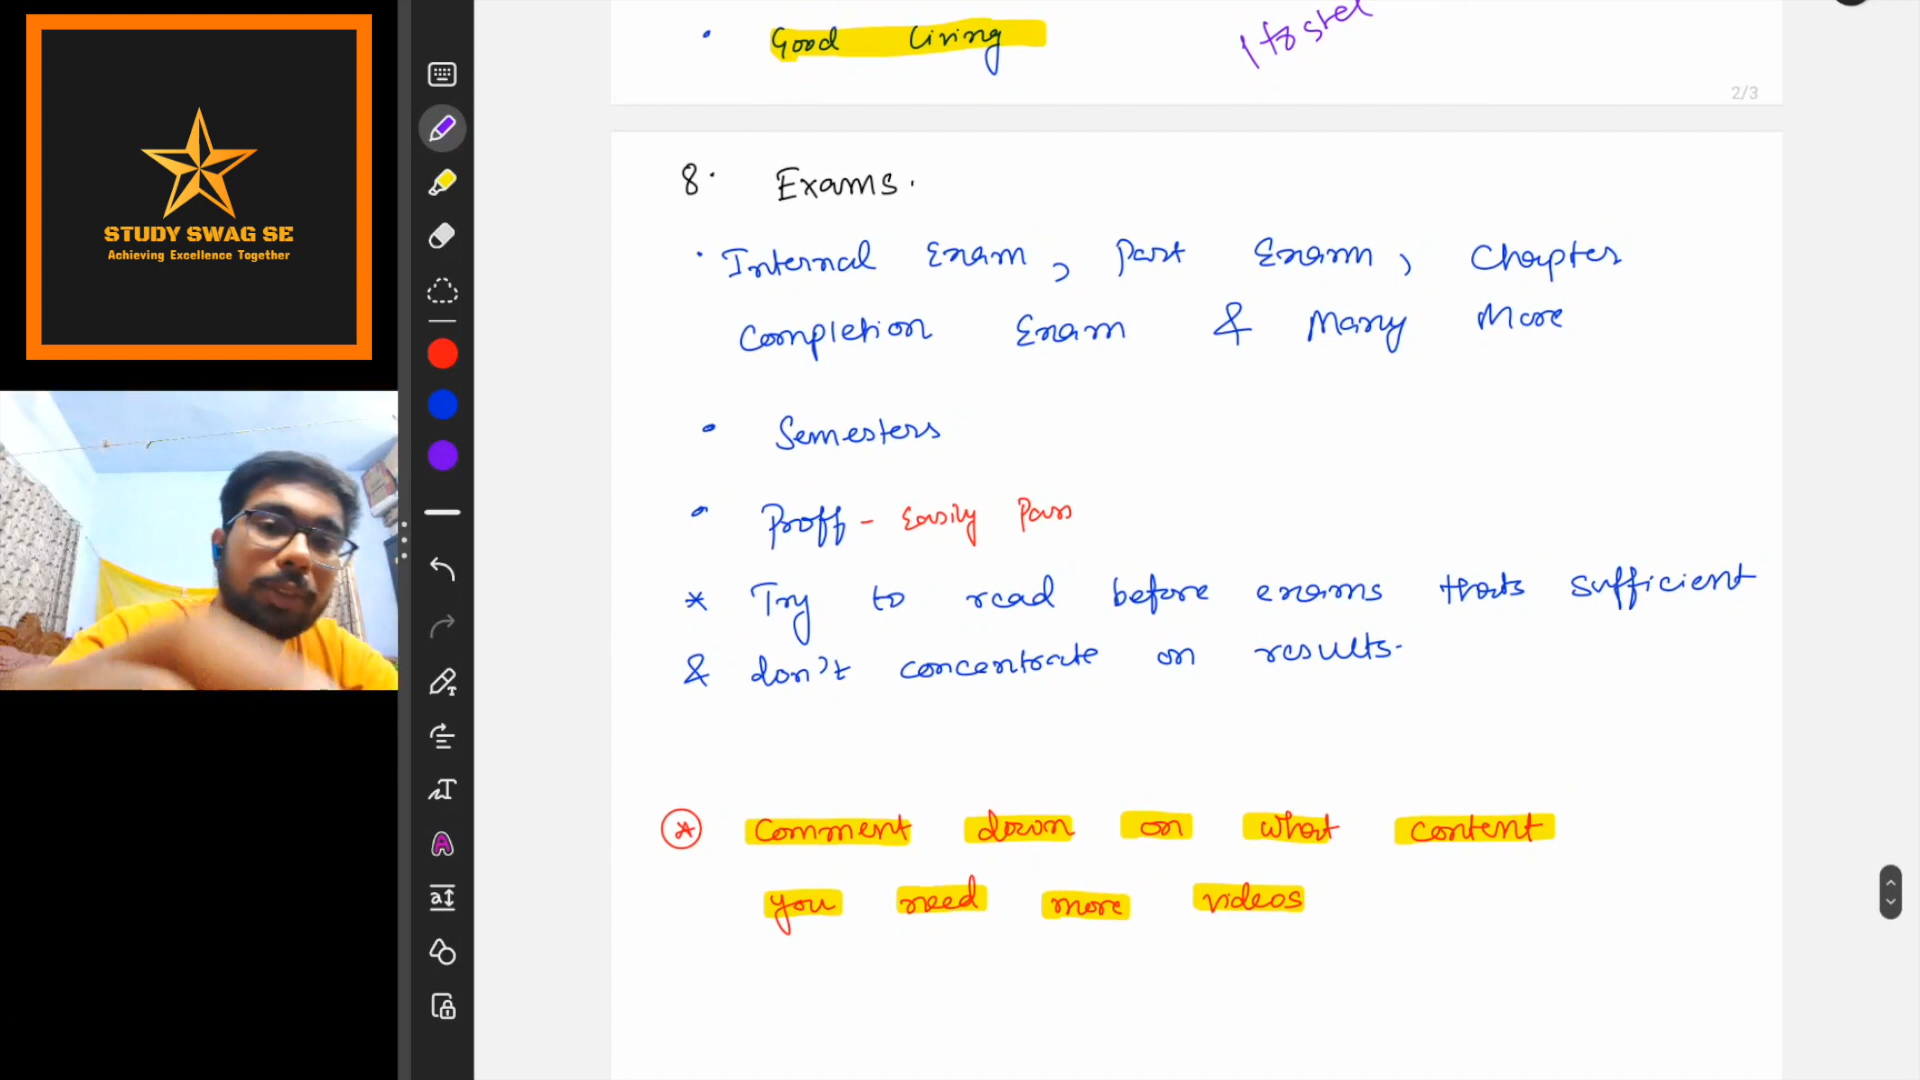 STUDY SWAG SE
Achieving Excellence Together
• Good Living
Hostel
2/3
8. Exams.
• Internal Exam, Part Exam, Chapter
Completion Exam & Many More
• Semesters
• Proff - Easily Pass
* Try to read before exams thats sufficient
& don't concentrate on results.
* comment down on what content
you need more videos